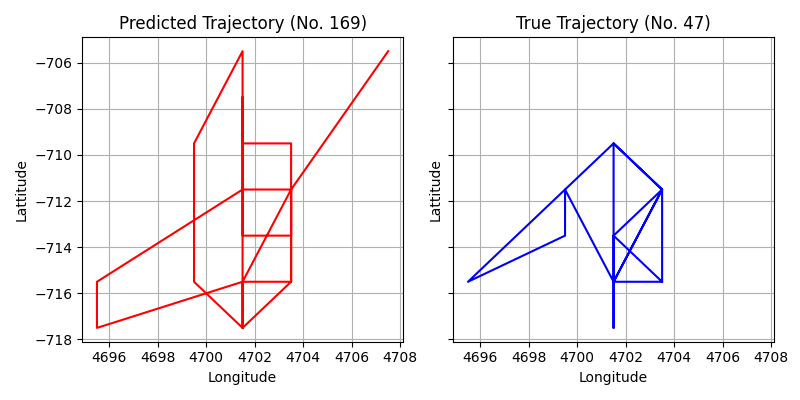 Predicted Trajectory (No. 169)
True Trajectory (No. 47)
Lattitude
−706
−708
−710
−712
−714
−716
−718
4696 4698 4700 4702 4704 4706 4708
Longitude
Lattitude
4696 4698 4700 4702 4704 4706 4708
Longitude